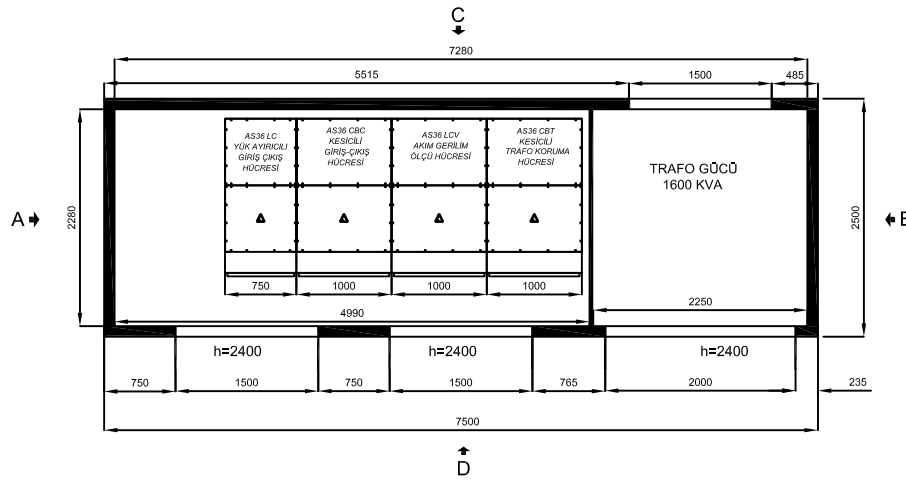 C
7280
5515
1500
485
AS36 LC
YÜK AYIRICILI
GİRİŞ ÇIKIŞ
HÜCRESİ
AS36 CBC
KESİCİLİ
GİRİŞ-ÇIKIŞ
HÜCRESİ
AS36 LCV
AKIM GERİLİM
ÖLÇÜ HÜCRESİ
AS36 CBT
KESİCİLİ
TRAFO KORUMA
HÜCRESİ
TRAFO GÜCÜ
1600 KVA
A
2280
2500
750
1000
1000
1000
2250
4990
h=2400
h=2400
h=2400
750
1500
750
1500
765
2000
235
7500
D